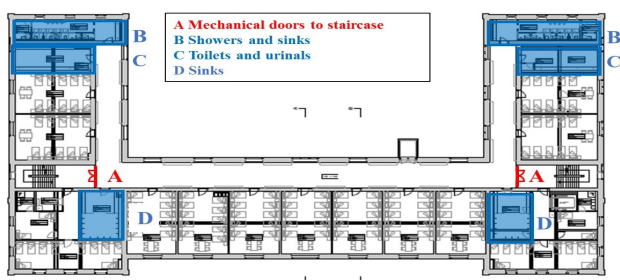 A Mechanical doors to staircase
B Showers and sinks
C Toilets and urinals
D Sinks
B
B
C
C
A
A
D
D